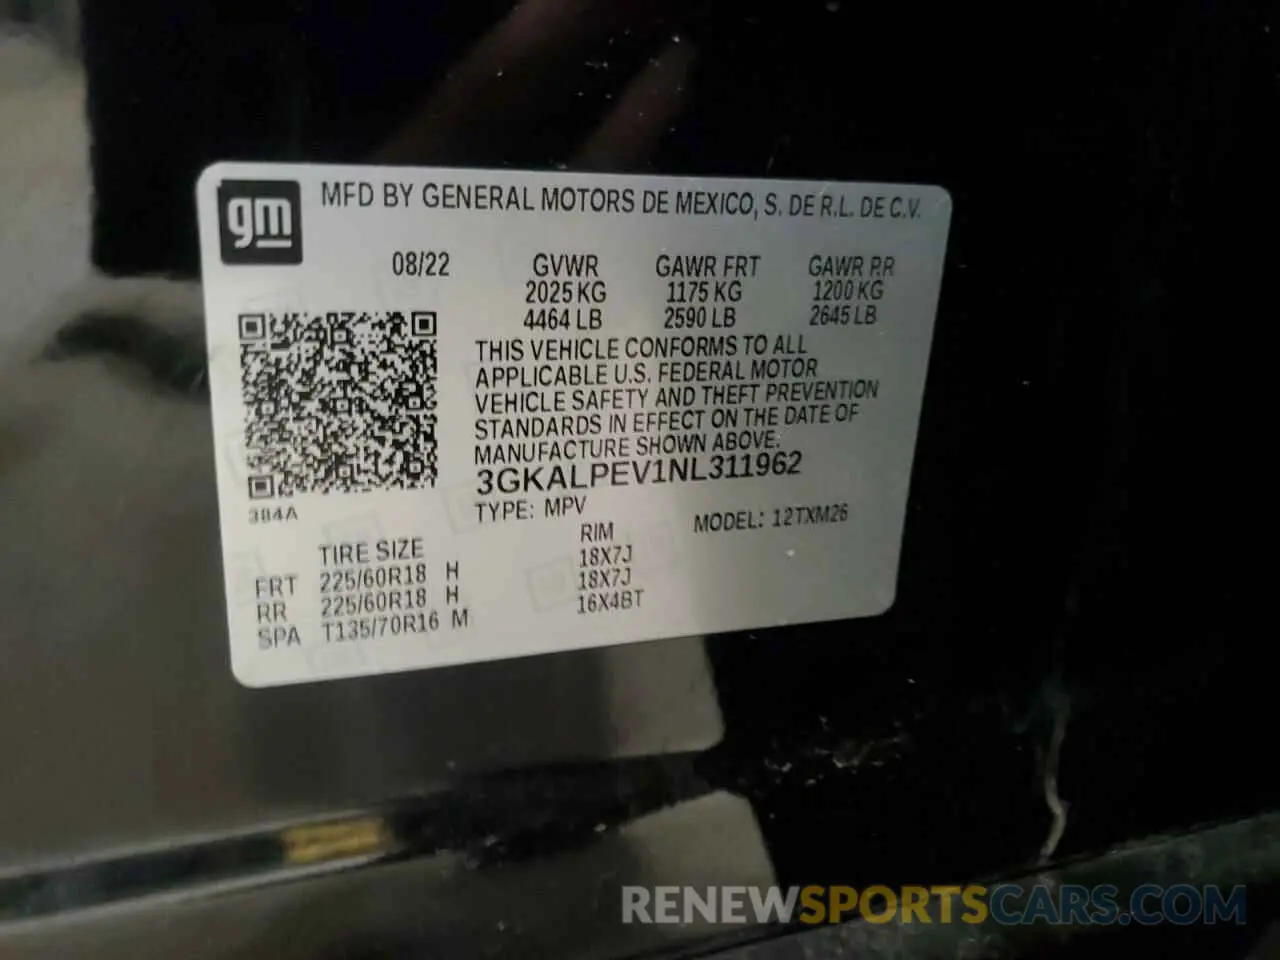 gm
MFD BY GENERAL MOTORS DE MEXICO, S. DE R.L. DE C.V.
08/22 GVWR GAWR FRT GAWR RR
2025 KG 1175 KG 1200 KG
4464 LB 2590 LB 2645 LB
THIS VEHICLE CONFORMS TO ALL
APPLICABLE U.S. FEDERAL MOTOR
VEHICLE SAFETY AND THEFT PREVENTION
STANDARDS IN EFFECT ON THE DATE OF
MANUFACTURE SHOWN ABOVE.
3GKALPEV1NL311962
384A
TYPE: MPV MODEL: 12TXM26
TIRE SIZE RIM
FRT 225/60R18 H 18X7J
RR 225/60R18 H 18X7J
SPA T135/70R16 M 16X4BT
RENEWSPORTSCARS.COM